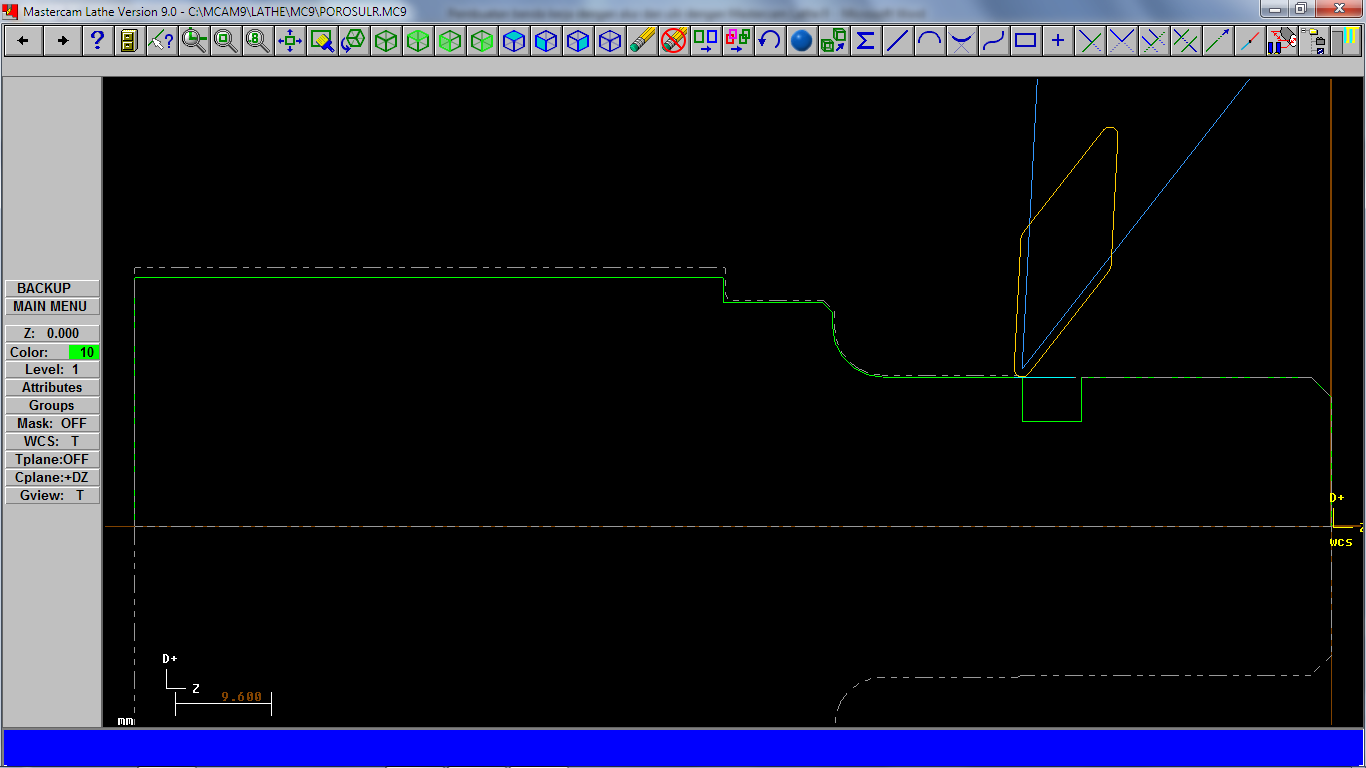 Mastercam Lathe Version 9.0 - C:\MCAM9\LATHE\MC9\POROSULR.MC9
BACKUP
MAIN MENU
Z: 0.000
Color: 10
Level: 1
Attributes
Groups
Mask: OFF
WCS: T
Tplane:OFF
Cplane:+DZ
Gview: T
D+
Z
WCS
D+
Z
9.600
mm